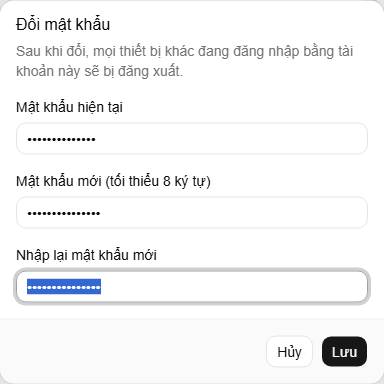 Đổi mật khẩu
Sau khi đổi, mọi thiết bị khác đang đăng nhập bằng tài
khoản này sẽ bị đăng xuất.
Mật khẩu hiện tại
••••••••••••••
Mật khẩu mới (tối thiểu 8 ký tự)
•••••••••••••••
Nhập lại mật khẩu mới
•••••••••••••••
Hủy
Lưu